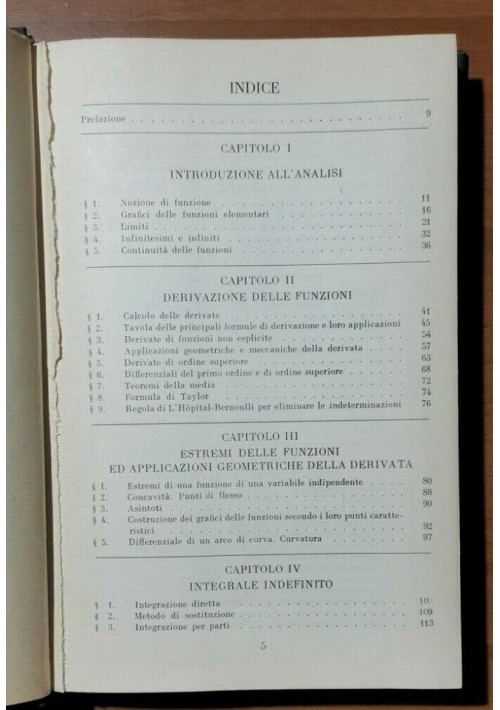 INDICE
Prefazione . . . . . . . . . . . . . . . . . . . . . . . . . . 9
CAPITOLO I
INTRODUZIONE ALL'ANALISI
§ 1. Nozione di funzione . . . . . . . . . . . . . . . . . 11
§ 2. Grafici delle funzioni elementari . . . . . . . . . . . 16
§ 3. Limiti . . . . . . . . . . . . . . . . . . . . . . . 21
§ 4. Infinitesimi e infiniti . . . . . . . . . . . . . . . . 32
§ 5. Continuità delle funzioni . . . . . . . . . . . . . . . 36
CAPITOLO II
DERIVAZIONE DELLE FUNZIONI
§ 1. Calcolo delle derivate . . . . . . . . . . . . . . . . 41
§ 2. Tavola delle principali formule di derivazione e loro applicazioni 45
§ 3. Derivate di funzioni non esplicite . . . . . . . . . . . 54
§ 4. Applicazioni geometriche e meccaniche della derivata . . . 57
§ 5. Derivate di ordine superiore . . . . . . . . . . . . . 63
§ 6. Differenziali del primo ordine e di ordine superiore . . . . 68
§ 7. Teoremi della media . . . . . . . . . . . . . . . . . 72
§ 8. Formula di Taylor . . . . . . . . . . . . . . . . . . 74
§ 9. Regola di L'Hôpital-Bernoulli per eliminare le indeterminazioni 76
CAPITOLO III
ESTREMI DELLE FUNZIONI
ED APPLICAZIONI GEOMETRICHE DELLA DERIVATA
§ 1. Estremi di una funzione di una variabile indipendente . . . . 80
§ 2. Concavità. Punti di flesso . . . . . . . . . . . . . . . 88
§ 3. Asintoti . . . . . . . . . . . . . . . . . . . . . . 90
§ 4. Costruzione dei grafici delle funzioni secondo i loro punti caratte-
ristici . . . . . . . . . . . . . . . . . . . . . . 92
§ 5. Differenziale di un arco di curva. Curvatura . . . . . . . 97
CAPITOLO IV
INTEGRALE INDEFINITO
§ 1. Integrazione diretta . . . . . . . . . . . . . . . . .
§ 2. Metodo di sostituzione . . . . . . . . . . . . . . . . 109
§ 3. Integrazione per parti . . . . . . . . . . . . . . . . 113
5